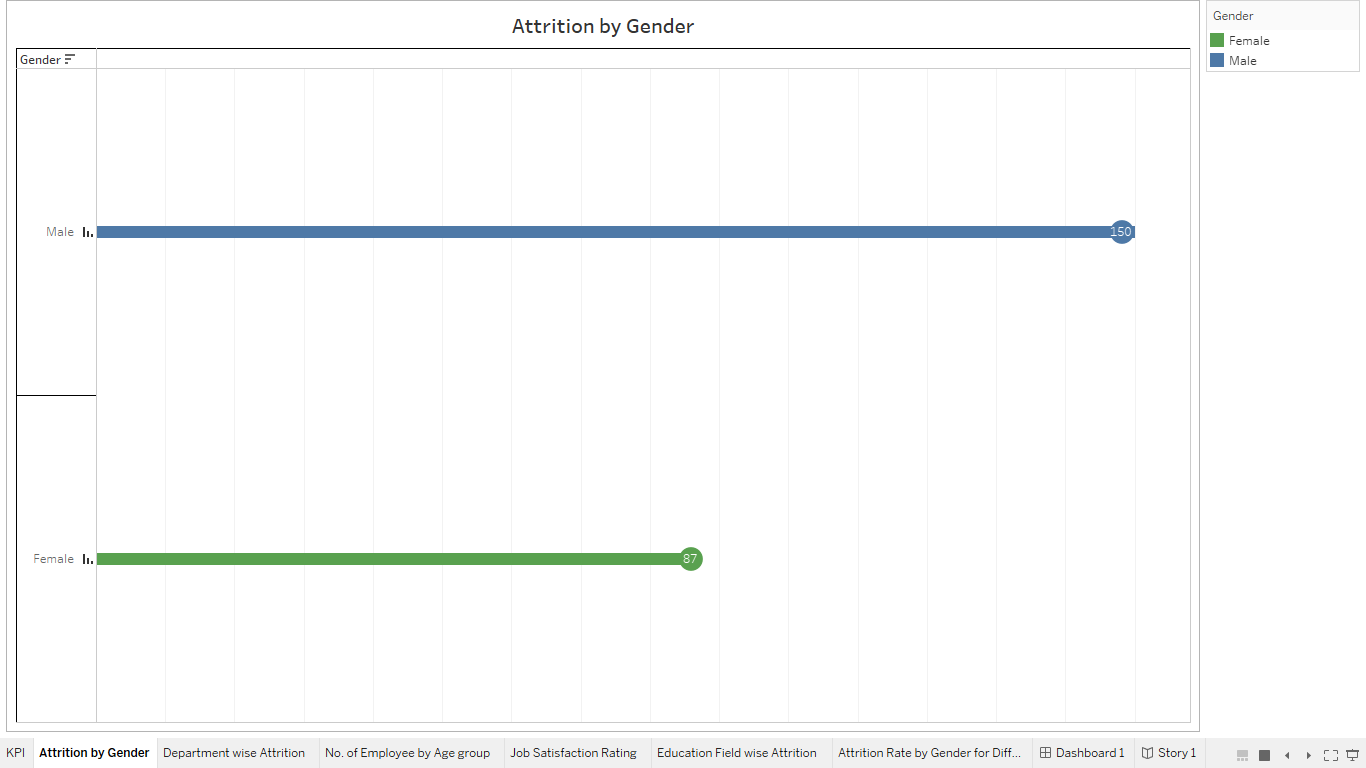 Attrition by Gender
Gender
Male
150
Female
87
Gender
Female
Male
KPI
Attrition by Gender
Department wise Attrition
No. of Employee by Age group
Job Satisfaction Rating
Education Field wise Attrition
Attrition Rate by Gender for Diff...
Dashboard 1
Story 1